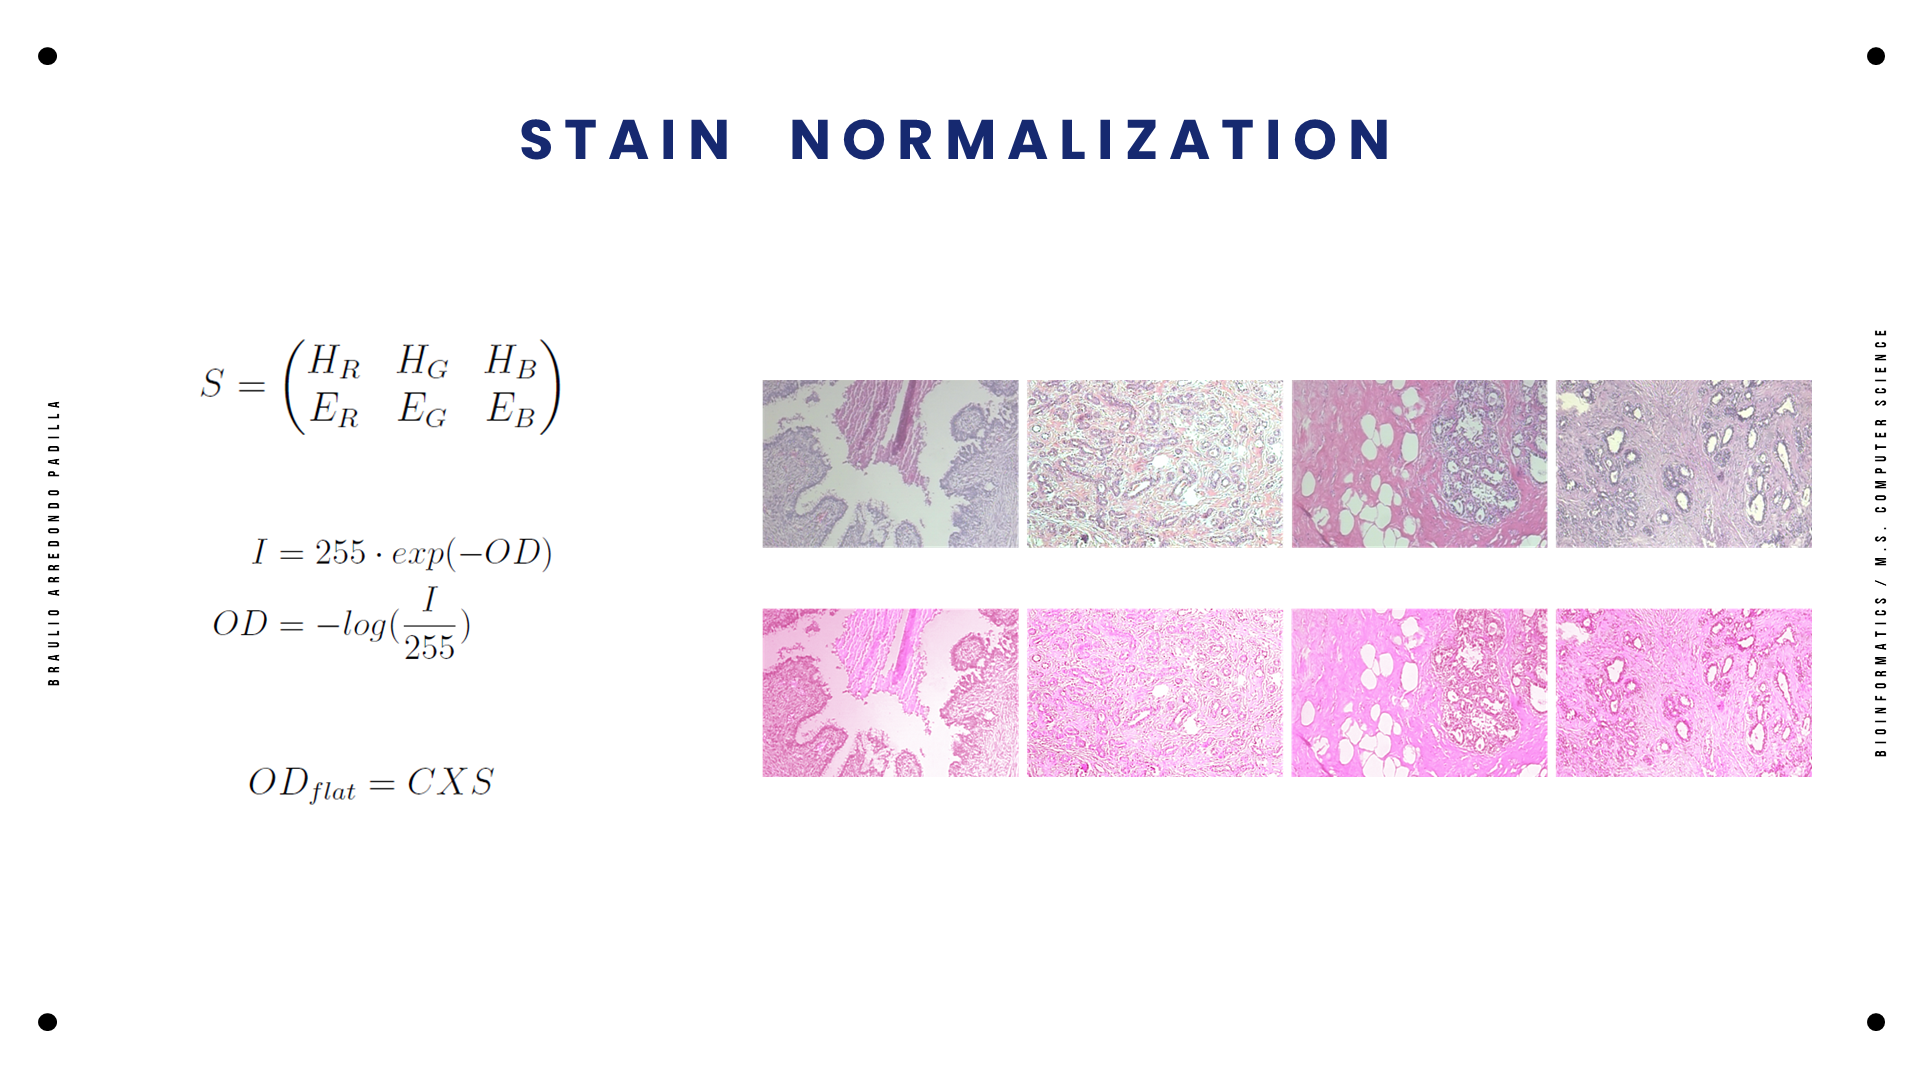 STAIN NORMALIZATION
S = \begin{pmatrix} H_R & H_G & H_B \\ E_R & E_G & E_B \end{pmatrix}
I = 255 · exp(−OD)
OD = −log(\frac{I}{255})
OD_{flat} = CXS
BRAULIO ARREDONDO PADILLA
BIOINFORMATICS / M.S. COMPUTER SCIENCE